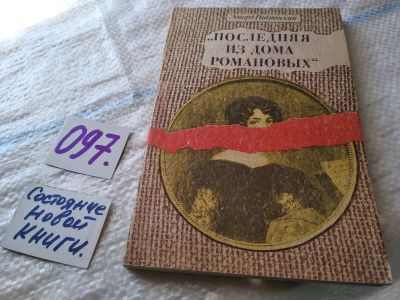 Эдвард Радзинский
„ПОСЛЕДНЯЯ
ИЗ ДОМА
РОМАНОВЫХ“
097.
Состояние
новой
книги.